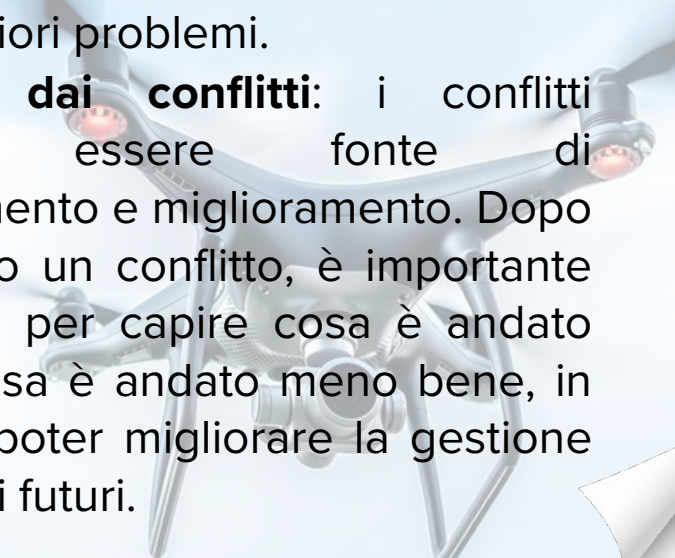 iori problemi.
dai conflitti: i conflitti
essere fonte di
ento e miglioramento. Dopo
o un conflitto, è importante
per capire cosa è andato
sa è andato meno bene, in
poter migliorare la gestione
i futuri.